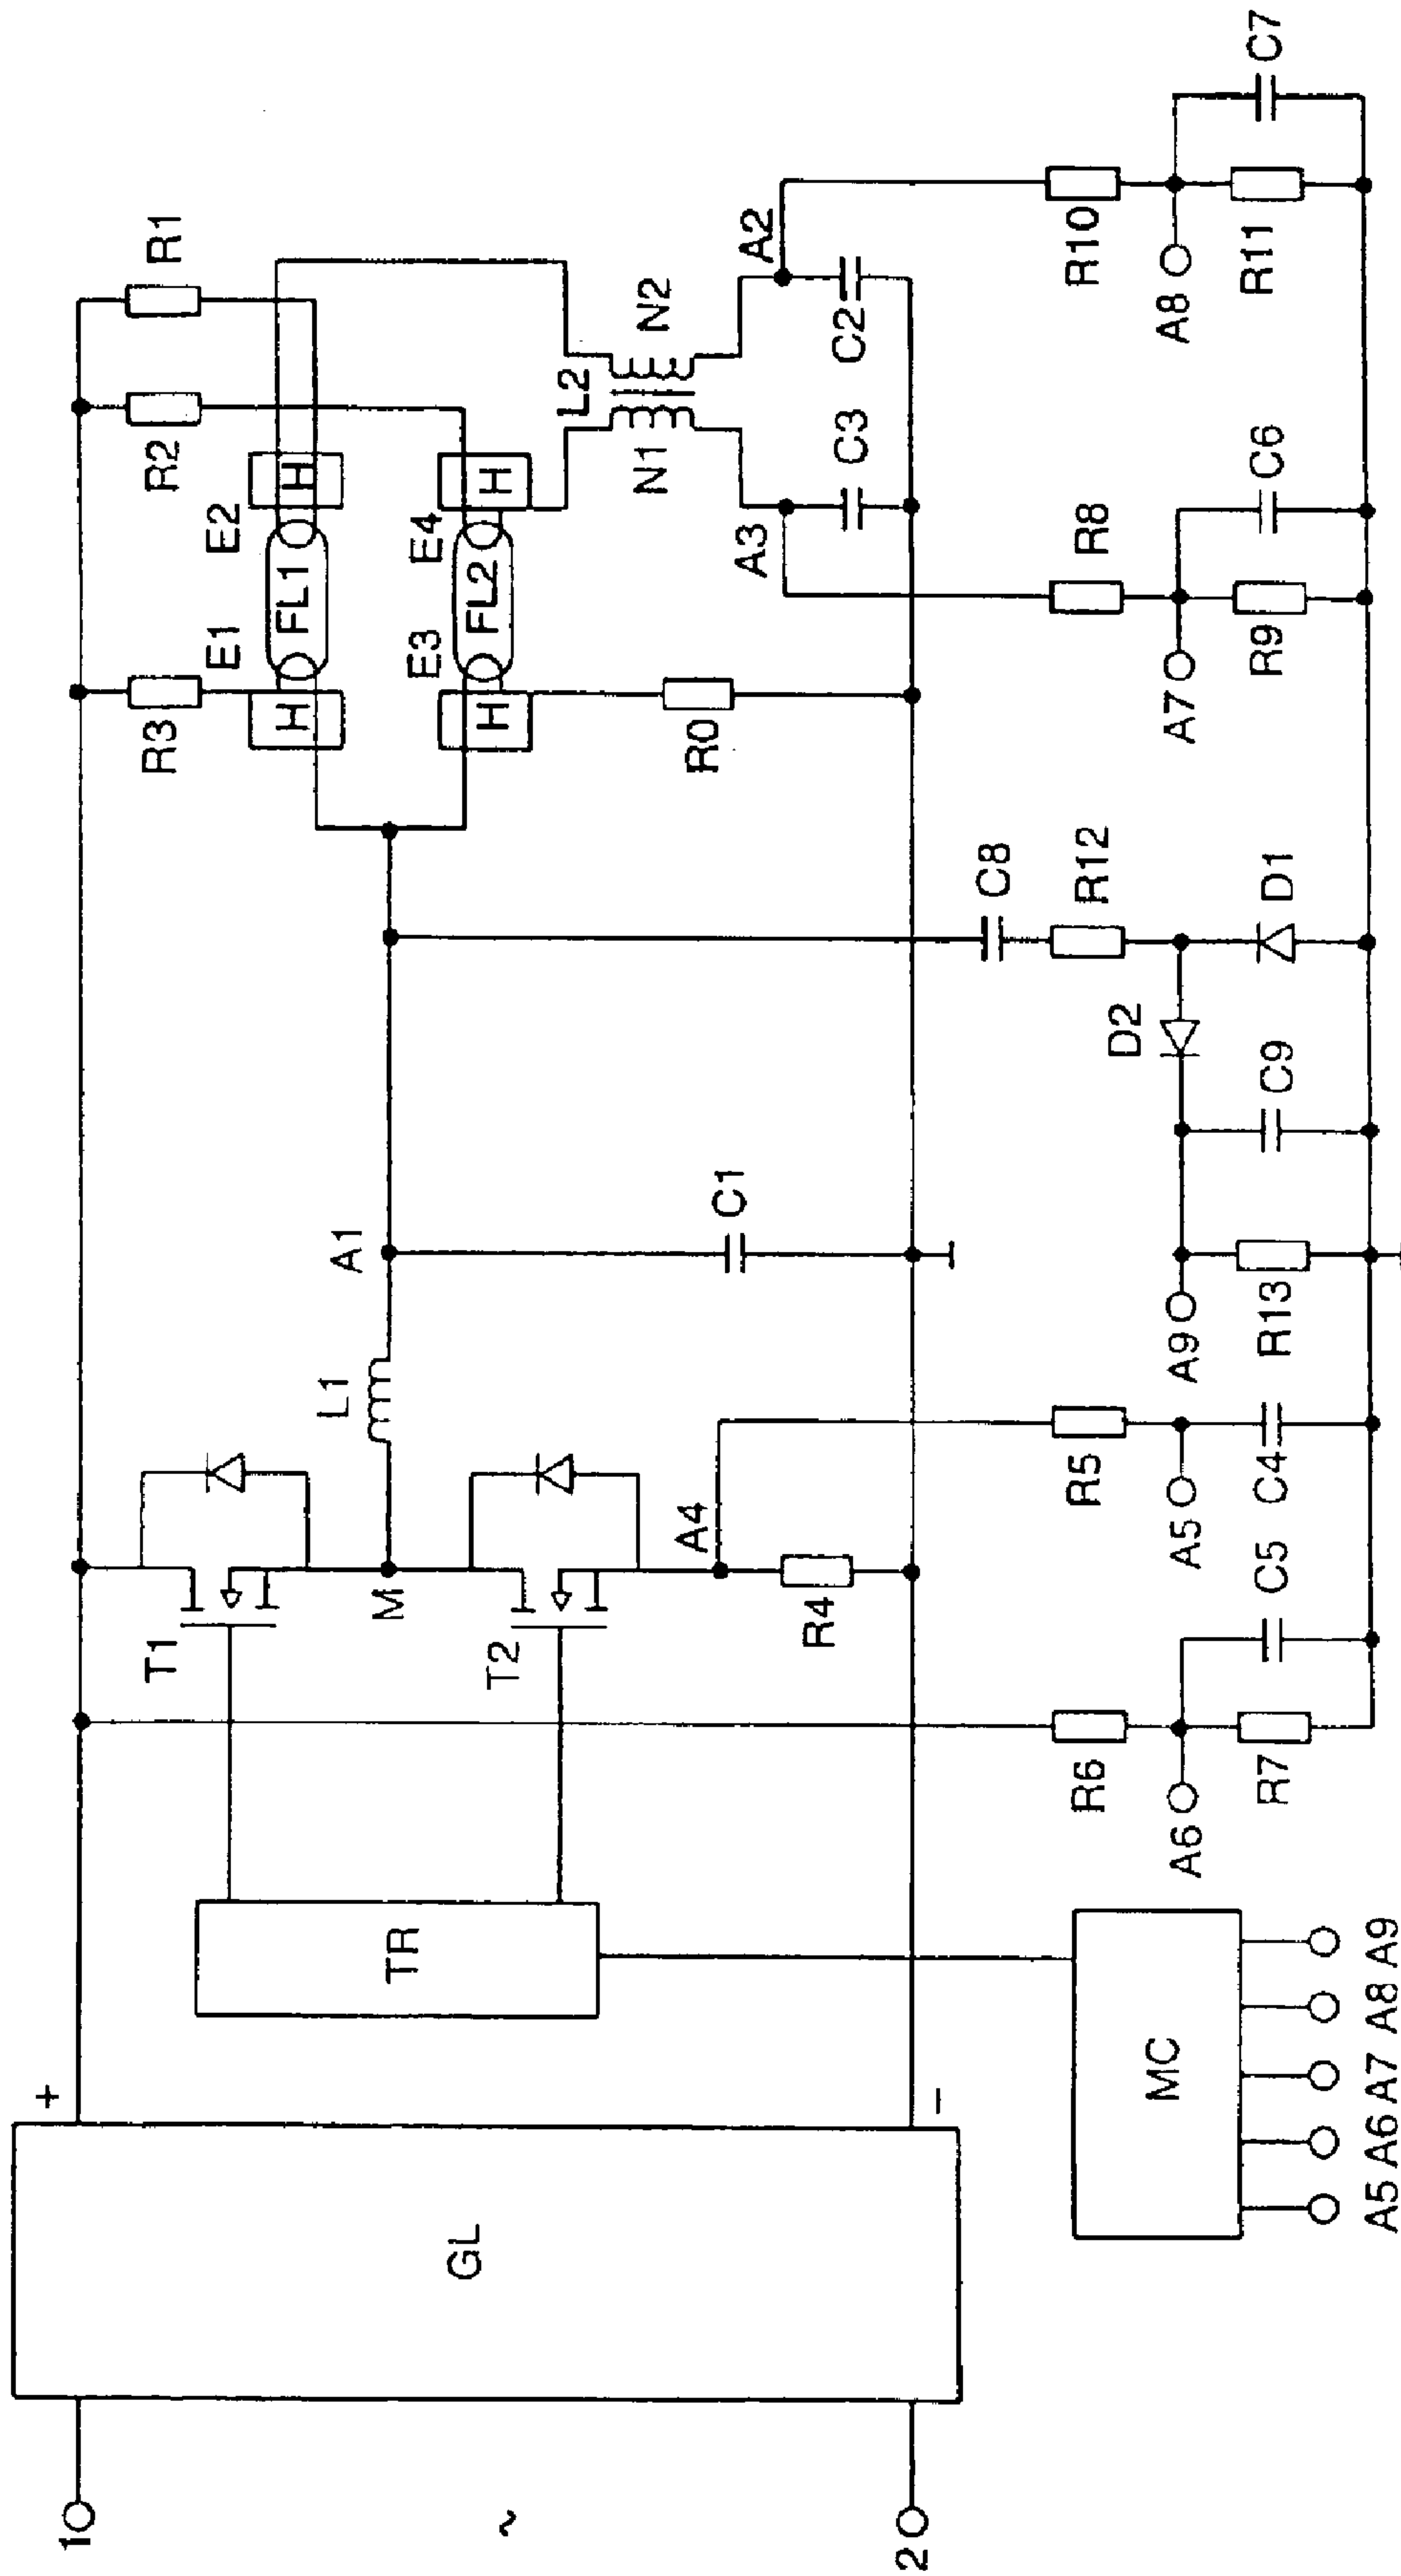 1
~
2
GL
+
−
TR
MC
A5 A6 A7 A8 A9
T1
T2
M
L1
A1
A4
R4
C1
R3
R2
R1
E1
FL1
E2
H
H
E3
FL2
E4
H
H
R0
L2
N1
N2
A3
C3
A2
C2
R6
A6
R7
C5
R5
A5
C4
A9
R13
C9
D2
C8
R12
D1
R8
A7
R9
C6
R10
A8
R11
C7